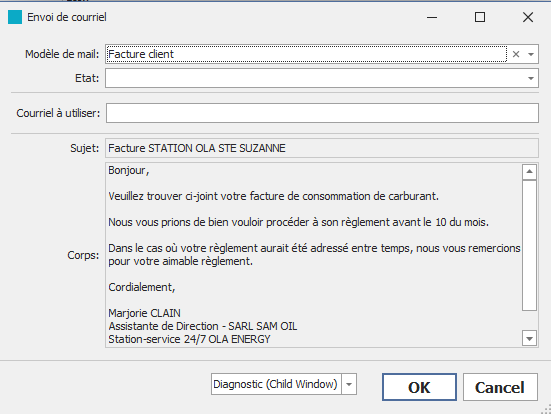 Envoi de courriel
Modèle de mail: Facture client
Etat:
Courriel à utiliser:
Sujet: Facture STATION OLA STE SUZANNE
Bonjour,
Veuillez trouver ci-joint votre facture de consommation de carburant.
Nous vous prions de bien vouloir procéder à son règlement avant le 10 du mois.
Dans le cas où votre règlement aurait été adressé entre temps, nous vous remercions
Corps: pour votre aimable règlement.
Cordialement,
Marjorie CLAIN
Assistante de Direction - SARL SAM OIL
Station-service 24/7 OLA ENERGY
Diagnostic (Child Window) OK Cancel